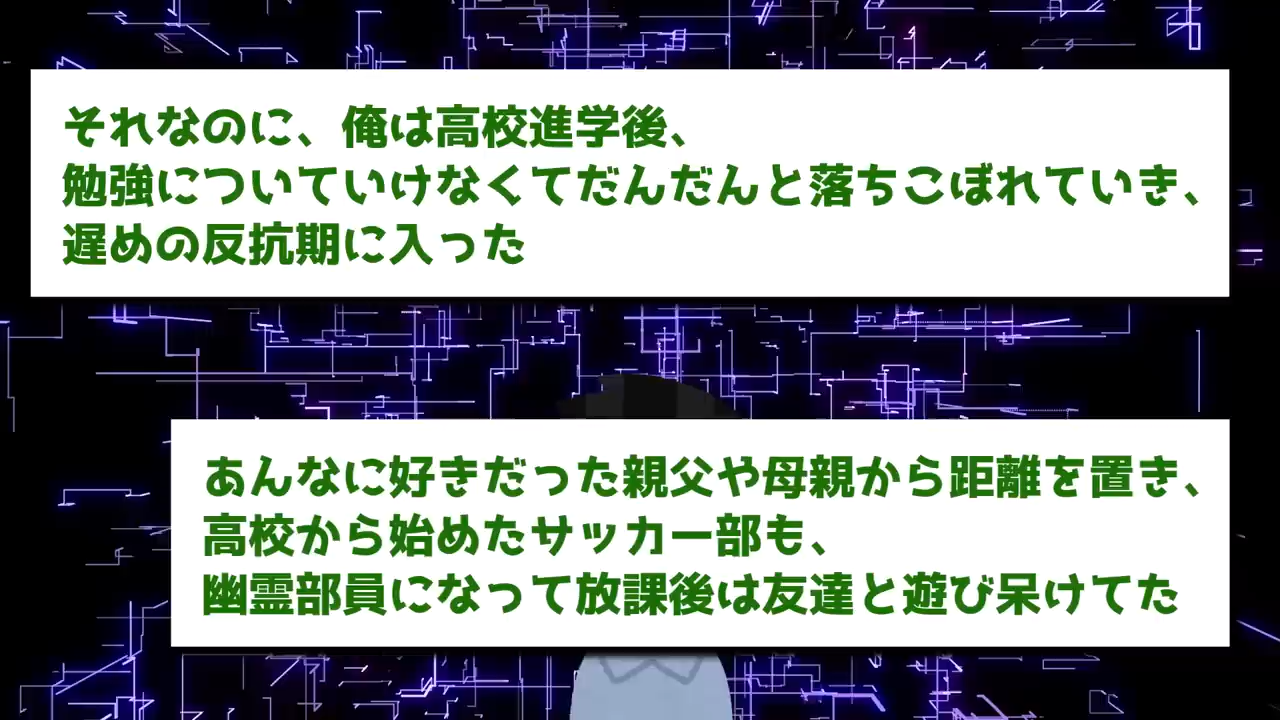 それなのに、俺は高校進学後、
勉強についていけなくてだんだんと落ちこぼれていき、
遅めの反抗期に入った
あんなに好きだった親父や母親から距離を置き、
高校から始めたサッカー部も、
幽霊部員になって放課後は友達と遊び呆けてた